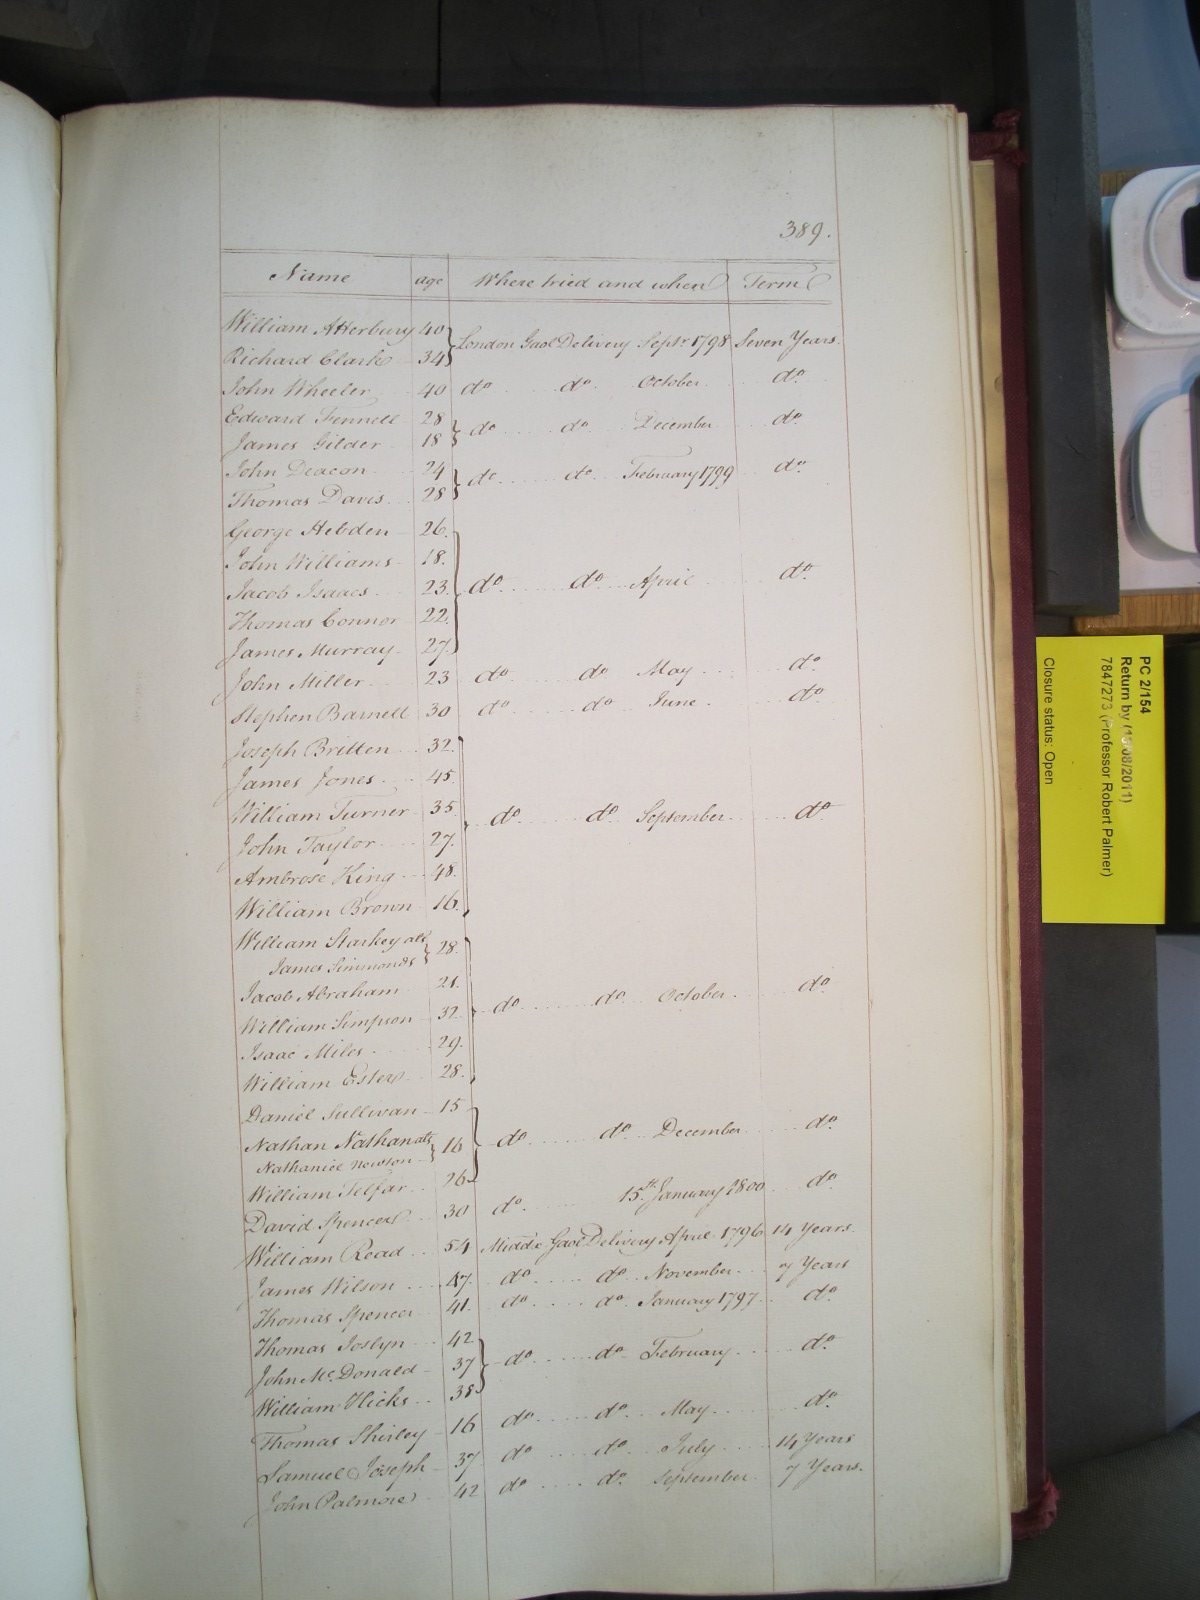 389.
Name age Where tried and when Term
William Atterbury 40 } London Gaol Delivery Septr. 1798 Seven Years.
Richard Clark 34
John Wheeler 40 do do October do
Edward Fennell 28 } do do December do
James Gilder 18
John Deacon 24 } do do February 1799 do
Thomas Davis 28
George Hebden 26.
John Williams 18.
Jacob Isaacs 23. } do do April do
Thomas Connor 22.
James Murray 27.
John Miller 23 do do May do
Stephen Barnell 30 do do June do
Joseph Britten 32.
James Jones 45.
William Turner 35. } do do September do
John Taylor 27.
Ambrose King 48.
William Brown 16.
William Starkey als } 28.
James Simmonds
Jacob Abraham 21.
William Simpson 32 } do do October do
Isaac Miles 29.
William Esters 28.
Daniel Sullivan 15
Nathan Nathan als } 16 } do do December do
Nathaniel Newson
William Telfar 26
David Spencer 30 do 15th. January 1800 do
William Read 54 Middx. Gaol Delivery April 1796 14 Years.
James Wilson 47. do do November 7 Years
Thomas Spencer 41. do do January 1797 do
Thomas Joslyn 42
John McDonald 37 } do do February do
William Hicks 38
Thomas Shirley 16 do do May do
Samuel Joseph 37 do do July 14 Years
John Palmore 42 do do September 7 Years.
PC 2/154
Return by (15/08/2011)
7847273 (Professor Robert Palmer)
Closure status: Open